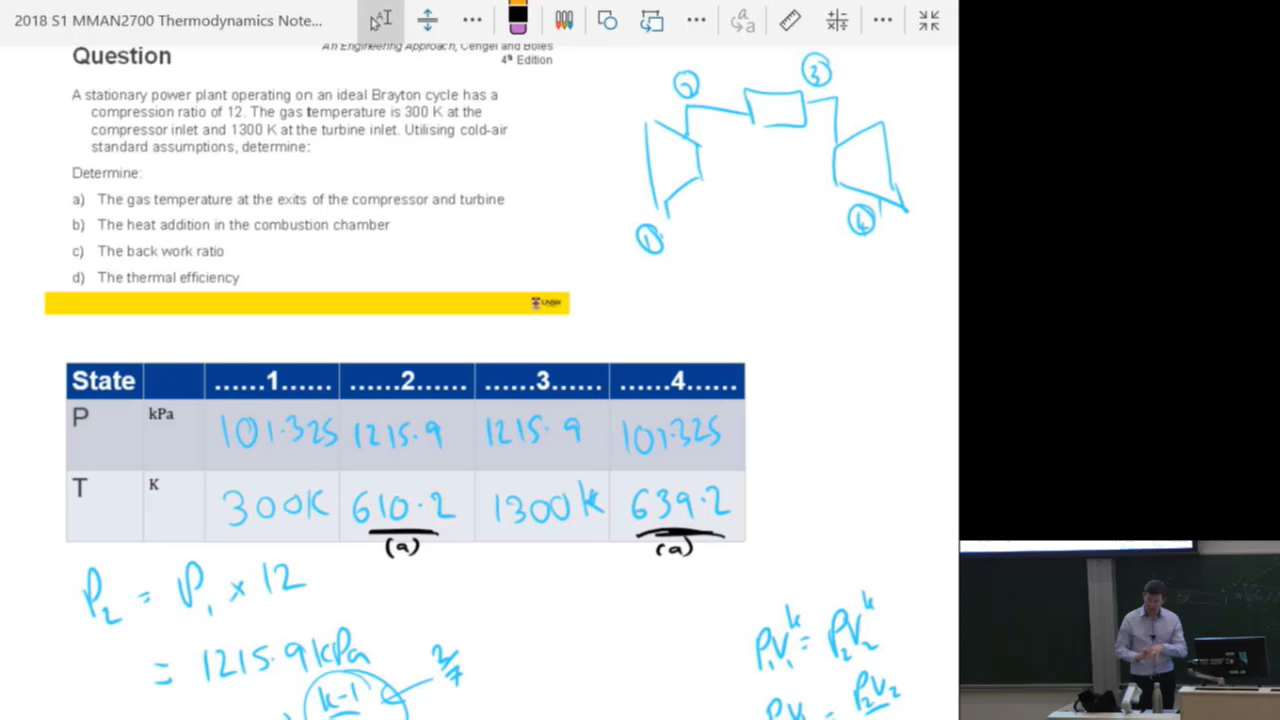 2018 S1 MMAN2700 Thermodynamics Note...
An Engineering Approach, Cengel and Boles
4th Edition
Question
A stationary power plant operating on an ideal Brayton cycle has a
compression ratio of 12. The gas temperature is 300 K at the
compressor inlet and 1300 K at the turbine inlet. Utilising cold-air
standard assumptions, determine:
Determine:
a) The gas temperature at the exits of the compressor and turbine
b) The heat addition in the combustion chamber
c) The back work ratio
d) The thermal efficiency
UNSW
① ② ③ ④
State ......1...... ......2...... ......3...... ......4......
P kPa 101.325 1215.9 1215.9 101.325
T K 300K 610.2 1300k 639.2
(a) (a)
P₂ = P₁ × 12
= 1215.9 kPa
k-1 2/7
P₁V₁ᵏ = P₂V₂ᵏ
P₂V₂